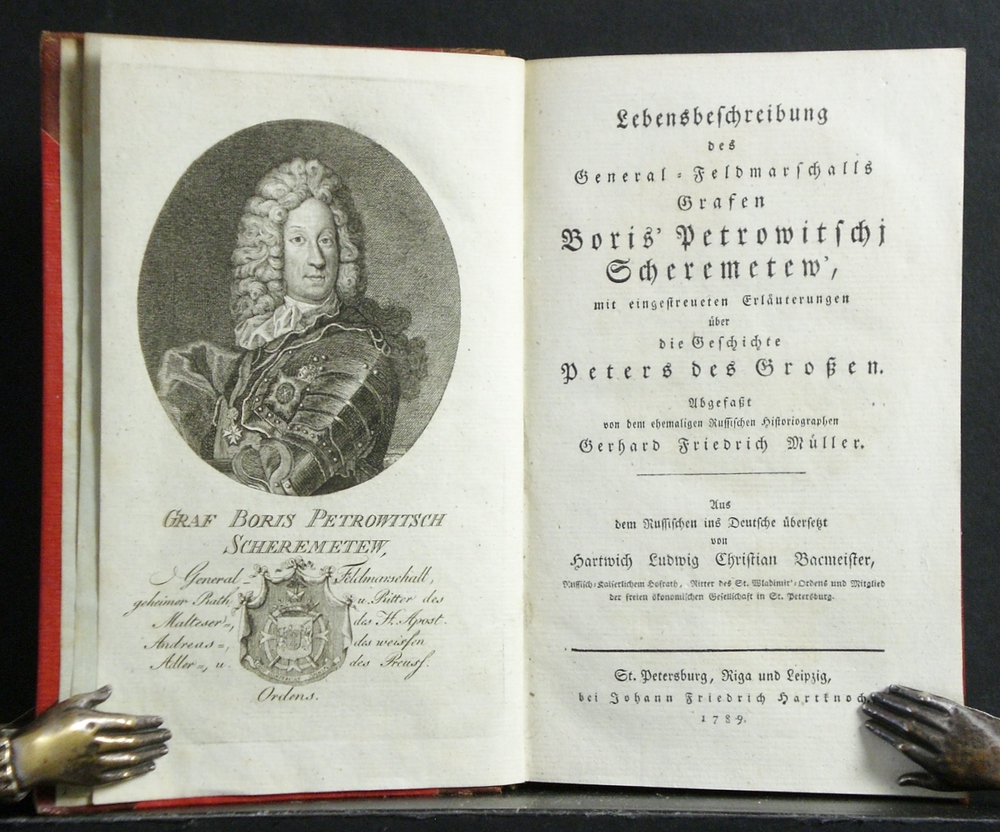 GRAF BORIS PETROWITSCH
SCHEREMETEW,
General- Feldmarschall,
geheimer Rath, u. Ritter des
Malteser=, des H. Apost.
Andreas=, des weissen
Adler=, u. des Preuss.
Ordens.
Lebensbeſchreibung
des
General-Feldmarſchalls
Grafen
Boris' Petrowitſchj
Scheremetew',
mit eingeſtreueten Erläuterungen
über
die Geſchichte
Peters des Großen.
Abgefaßt
von dem ehemaligen Ruſſiſchen Hiſtoriographen
Gerhard Friedrich Müller.
Aus
dem Ruſſiſchen ins Deutſche überſetzt
von
Hartwich Ludwig Chriſtian Bacmeiſter,
Ruſſiſch-Kaiſerlichem Hofrath, Ritter des St. Wladimir'-Ordens und Mitglied
der freien ökonomiſchen Geſellſchaft in St. Petersburg.
St. Petersburg, Riga und Leipzig,
bei Johann Friedrich Hartknoch,
1789.